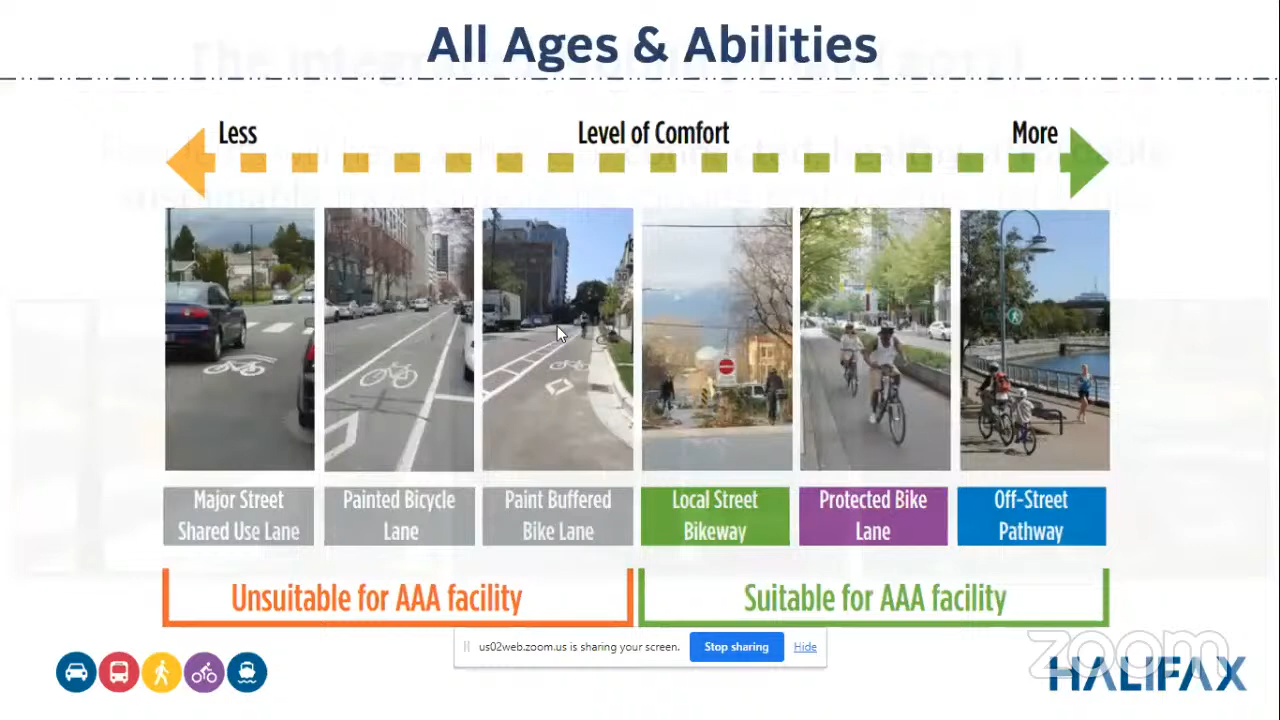 All Ages & Abilities
Less
Level of Comfort
More
Major Street
Shared Use Lane
Painted Bicycle
Lane
Paint Buffered
Bike Lane
Local Street
Bikeway
Protected Bike
Lane
Off-Street
Pathway
Unsuitable for AAA facility
Suitable for AAA facility
us02web.zoom.us is sharing your screen.
Stop sharing
Hide
zoom
HALIFAX